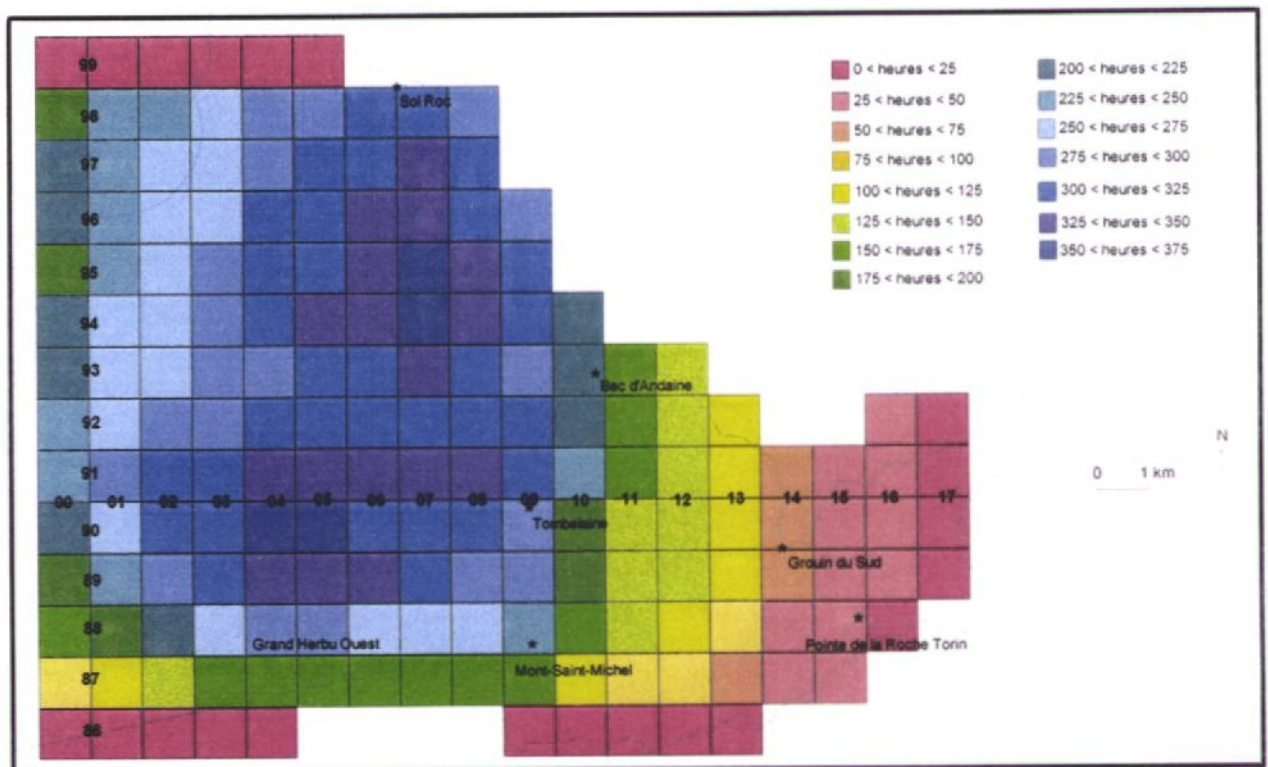 99
98
97
96
95
94
93
92
91
00 01 02 03 04 05 06 07 08 09 10 11 12 13 14 15 16 17
90
89
88
87
86
Sol Roc
Bec d'Andaine
Tombelaine
Grouin du Sud
Grand Herbu Ouest
Pointe de la Roche Torin
Mont-Saint-Michel
0 < heures < 25
25 < heures < 50
50 < heures < 75
75 < heures < 100
100 < heures < 125
125 < heures < 150
150 < heures < 175
175 < heures < 200
200 < heures < 225
225 < heures < 250
250 < heures < 275
275 < heures < 300
300 < heures < 325
325 < heures < 350
350 < heures < 375
N
0 1 km